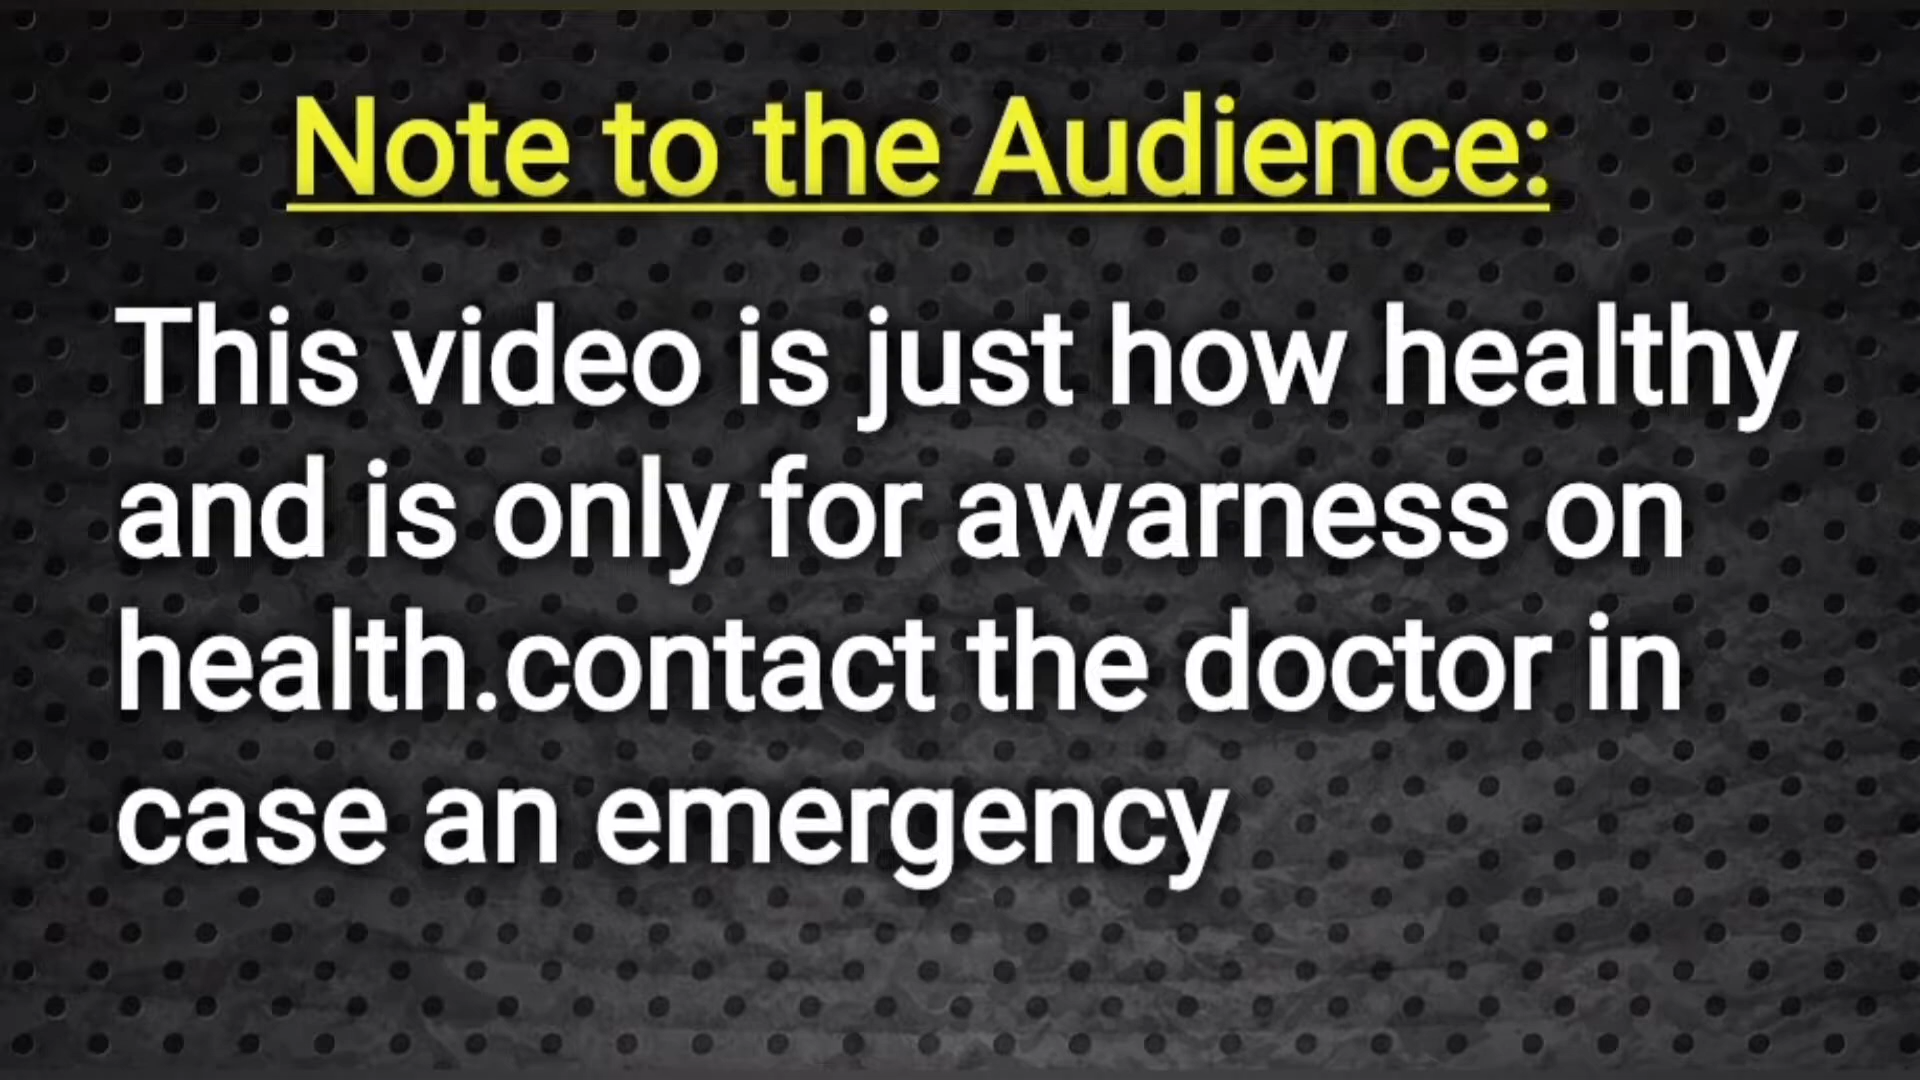 Note to the Audience:
This video is just how healthy
and is only for awarness on
health.contact the doctor in
case an emergency